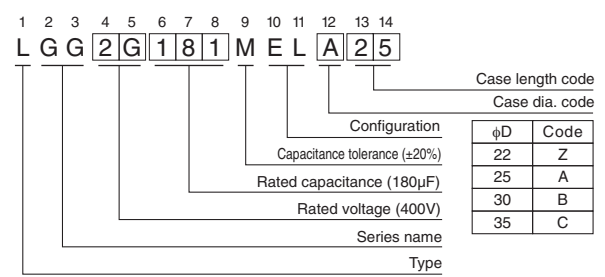 1 2 3 4 5 6 7 8 9 10 11 12 13 14
L G G 2 G 1 8 1 M E L A 2 5
Case length code
Case dia. code
Configuration
Capacitance tolerance (±20%)
Rated capacitance (180µF)
Rated voltage (400V)
Series name
Type
ϕD Code
22 Z
25 A
30 B
35 C